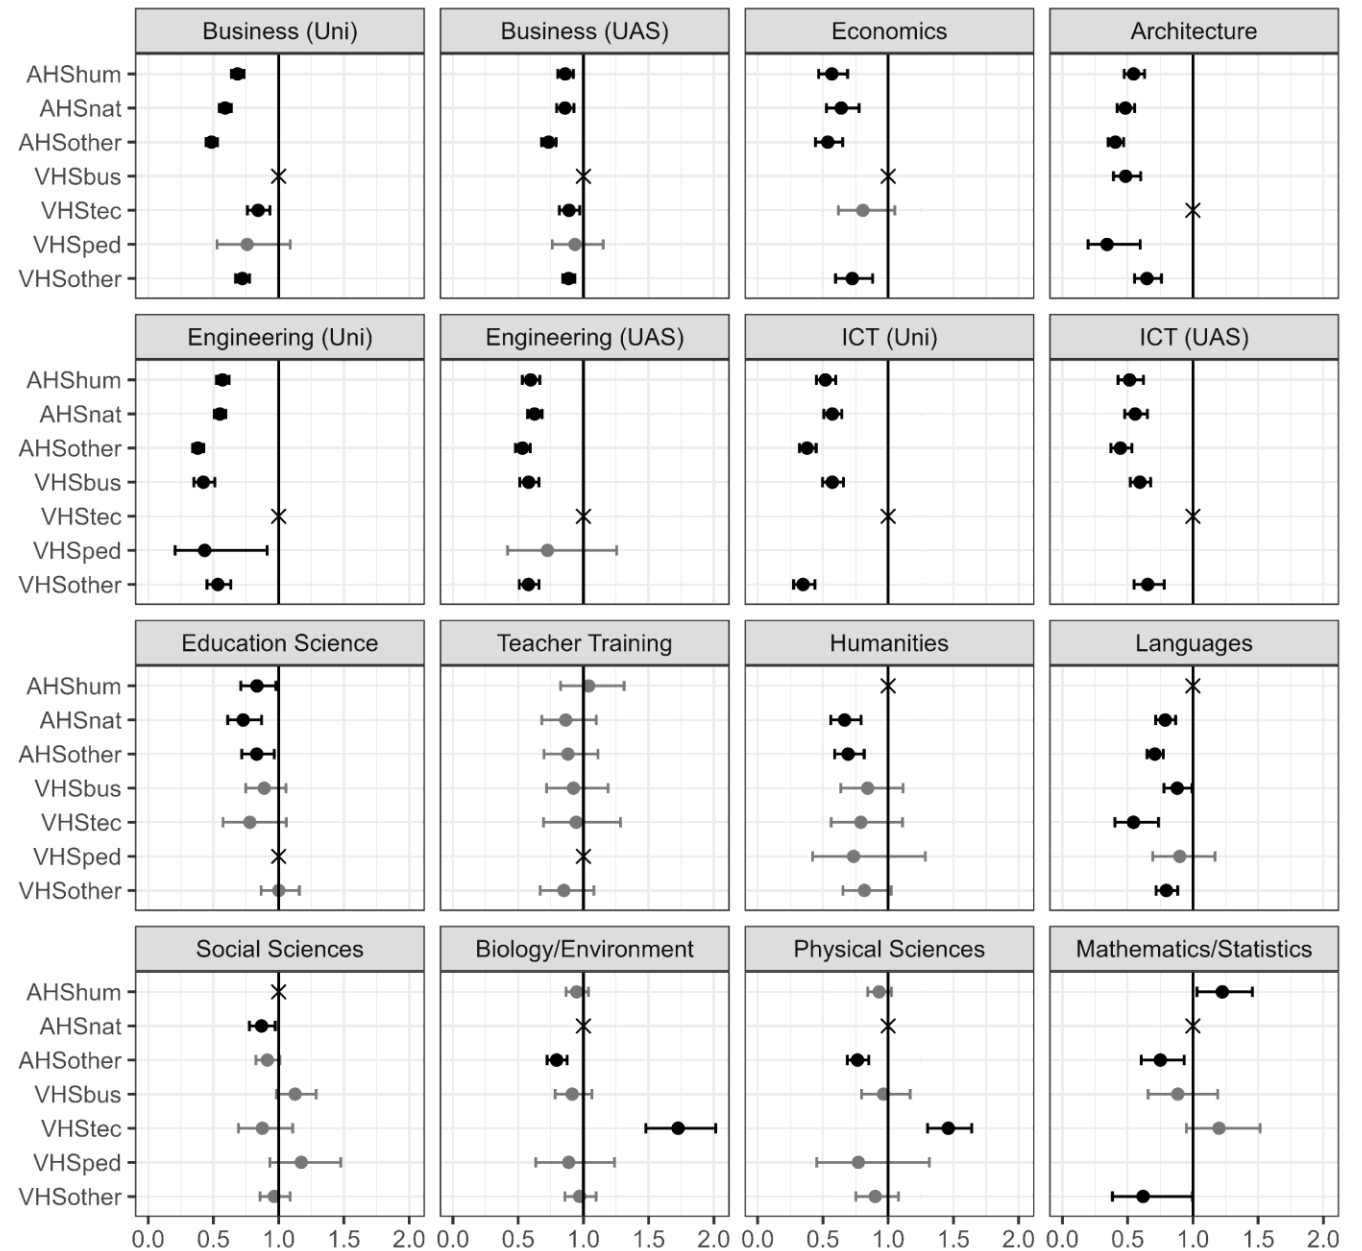 Business (Uni) Business (UAS) Economics Architecture
AHShum
AHSnat
AHSother
VHSbus
VHStec
VHSped
VHSother
Engineering (Uni) Engineering (UAS) ICT (Uni) ICT (UAS)
AHShum
AHSnat
AHSother
VHSbus
VHStec
VHSped
VHSother
Education Science Teacher Training Humanities Languages
AHShum
AHSnat
AHSother
VHSbus
VHStec
VHSped
VHSother
Social Sciences Biology/Environment Physical Sciences Mathematics/Statistics
AHShum
AHSnat
AHSother
VHSbus
VHStec
VHSped
VHSother
0.0 0.5 1.0 1.5 2.0 0.0 0.5 1.0 1.5 2.0 0.0 0.5 1.0 1.5 2.0 0.0 0.5 1.0 1.5 2.0